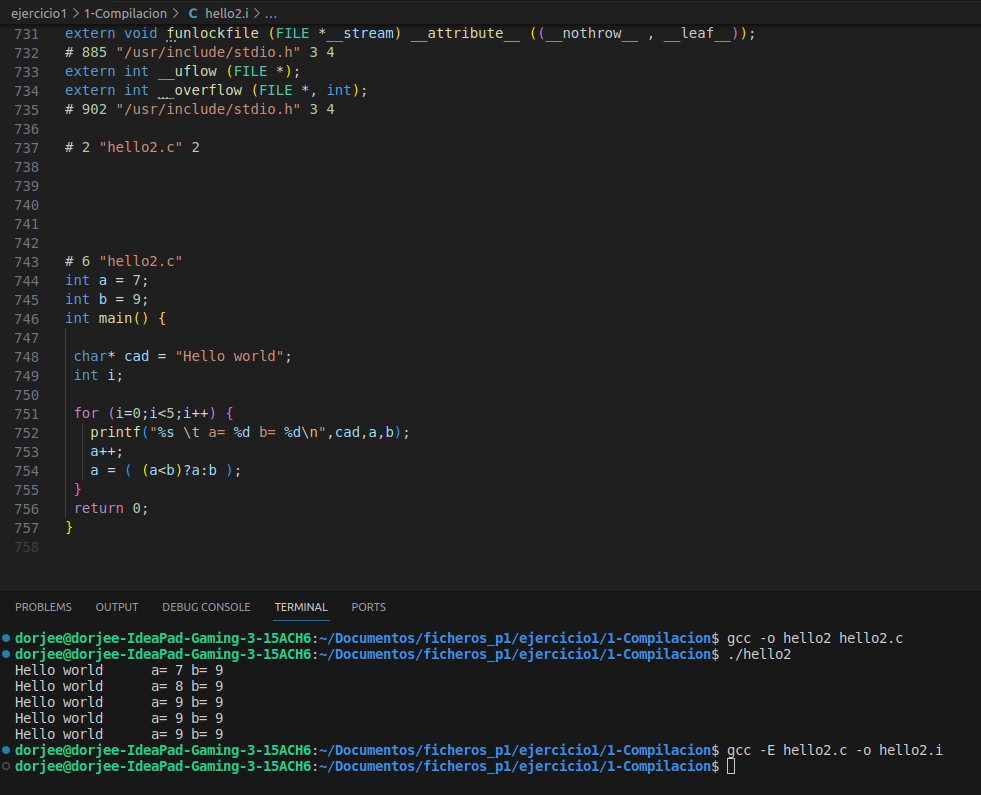 ejercicio1 > 1-Compilacion > C hello2.i > ...
731 extern void funlockfile (FILE *__stream) __attribute__ ((__nothrow__ , __leaf__));
732 # 885 "/usr/include/stdio.h" 3 4
733 extern int __uflow (FILE *);
734 extern int __overflow (FILE *, int);
735 # 902 "/usr/include/stdio.h" 3 4
736
737 # 2 "hello2.c" 2
738
739
740
741
742
743 # 6 "hello2.c"
744 int a = 7;
745 int b = 9;
746 int main() {
747
748 char* cad = "Hello world";
749 int i;
750
751 for (i=0;i<5;i++) {
752 printf("%s \t a= %d b= %d\n",cad,a,b);
753 a++;
754 a = ( (a<b)?a:b );
755 }
756 return 0;
757 }
758
PROBLEMS OUTPUT DEBUG CONSOLE TERMINAL PORTS
dorjee@dorjee-IdeaPad-Gaming-3-15ACH6:~/Documentos/ficheros_p1/ejercicio1/1-Compilacion$ gcc -o hello2 hello2.c
dorjee@dorjee-IdeaPad-Gaming-3-15ACH6:~/Documentos/ficheros_p1/ejercicio1/1-Compilacion$ ./hello2
Hello world a= 7 b= 9
Hello world a= 8 b= 9
Hello world a= 9 b= 9
Hello world a= 9 b= 9
Hello world a= 9 b= 9
dorjee@dorjee-IdeaPad-Gaming-3-15ACH6:~/Documentos/ficheros_p1/ejercicio1/1-Compilacion$ gcc -E hello2.c -o hello2.i
dorjee@dorjee-IdeaPad-Gaming-3-15ACH6:~/Documentos/ficheros_p1/ejercicio1/1-Compilacion$